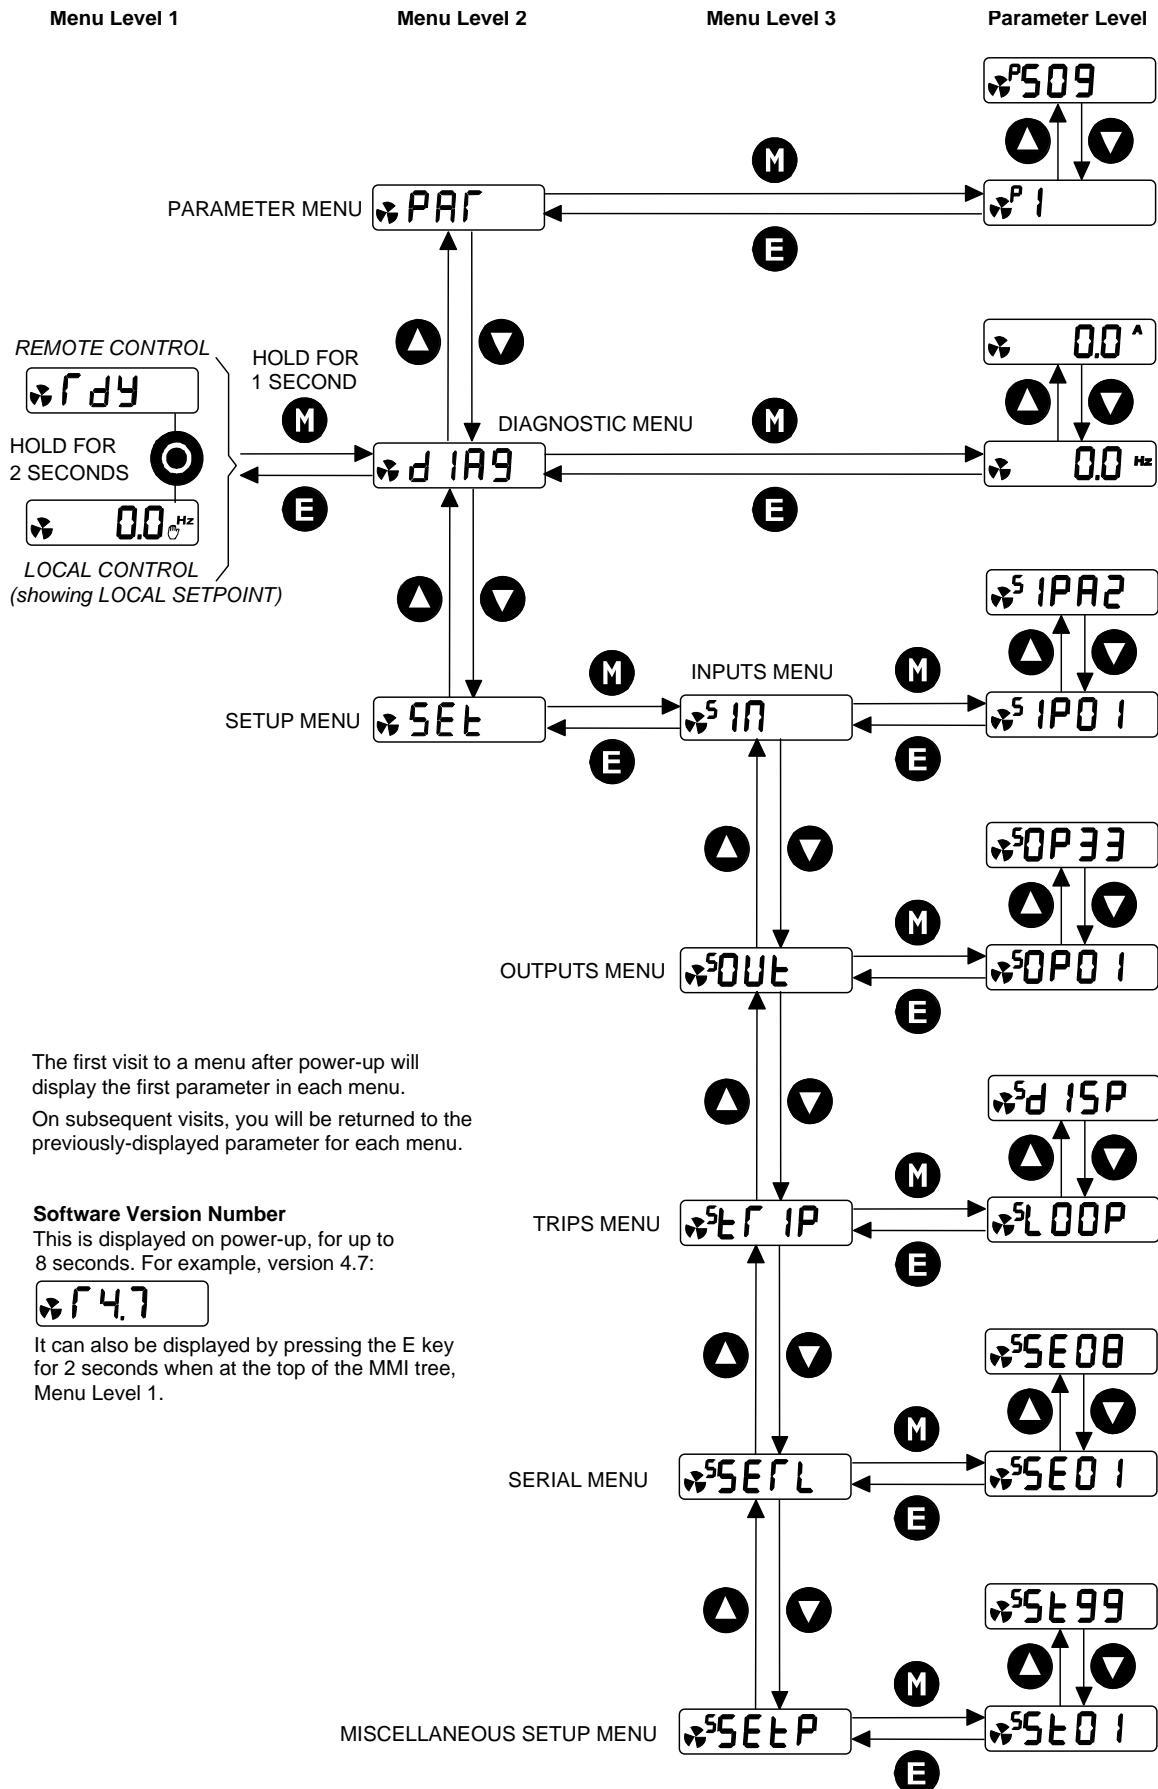 Menu Level 1 Menu Level 2 Menu Level 3 Parameter Level
PS09
M
PARAMETER MENU PAr P 1
E
REMOTE CONTROL
rdY
HOLD FOR
2 SECONDS
0.0 Hz
LOCAL CONTROL
(showing LOCAL SETPOINT)
HOLD FOR
1 SECOND
M
E
DIAGNOSTIC MENU
dIAg
M
E
0.0 A
0.0 Hz
SETUP MENU
SEt
M
E
INPUTS MENU
S In
M
E
S IPA2
S IP01
OUTPUTS MENU
S OUt
M
E
S OP33
S OP01
TRIPS MENU
S trIP
M
E
S dISP
S LOOP
SERIAL MENU
S SErL
M
E
S SE08
S SE01
MISCELLANEOUS SETUP MENU
S SEtP
M
E
S St99
S St01
The first visit to a menu after power-up will
display the first parameter in each menu.
On subsequent visits, you will be returned to the
previously-displayed parameter for each menu.
Software Version Number
This is displayed on power-up, for up to
8 seconds. For example, version 4.7:
r4.7
It can also be displayed by pressing the E key
for 2 seconds when at the top of the MMI tree,
Menu Level 1.